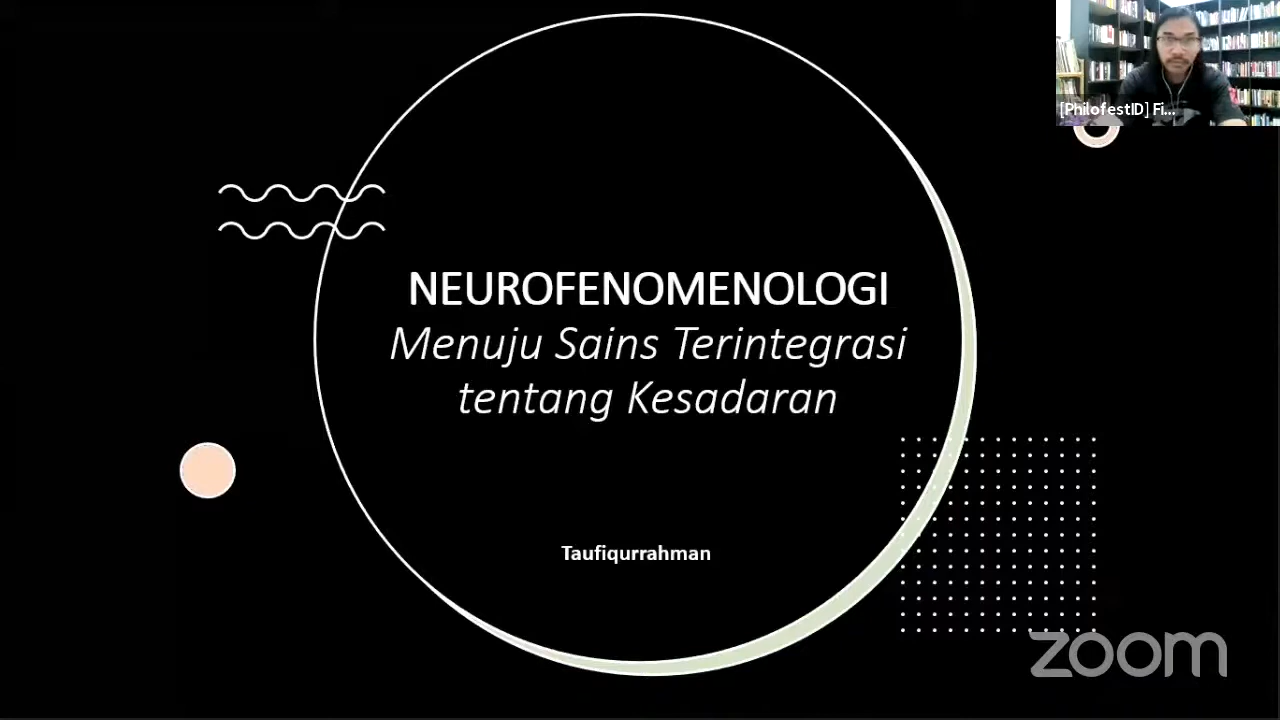 [PhilofestID] Fi...
NEUROFENOMENOLOGI
Menuju Sains Terintegrasi
tentang Kesadaran
Taufiqurrahman
zoom